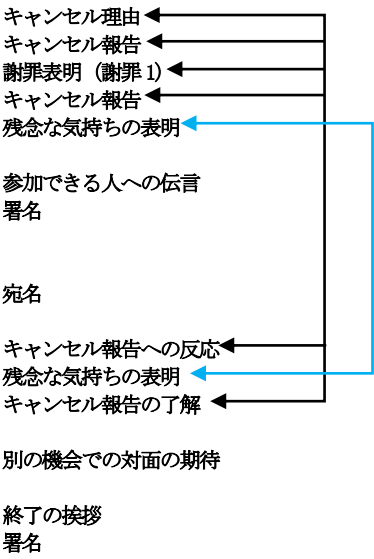 キャンセル理由
キャンセル報告
謝罪表明（謝罪 1)
キャンセル報告
残念な気持ちの表明
参加できる人への伝言
署名
宛名
キャンセル報告への反応
残念な気持ちの表明
キャンセル報告の了解
別の機会での対面の期待
終了の挨拶
署名